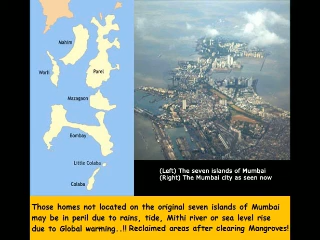 Mahim
Worli
Parel
Mazagaon
Bombay
Little Colaba
Colaba
(Left) The seven islands of Mumbai
(Right) The Mumbai city as seen now
Those homes not located on the original seven islands of Mumbai
may be in peril due to rains, tide, Mithi river or sea level rise
due to Global warming..!! Reclaimed areas after clearing Mangroves!